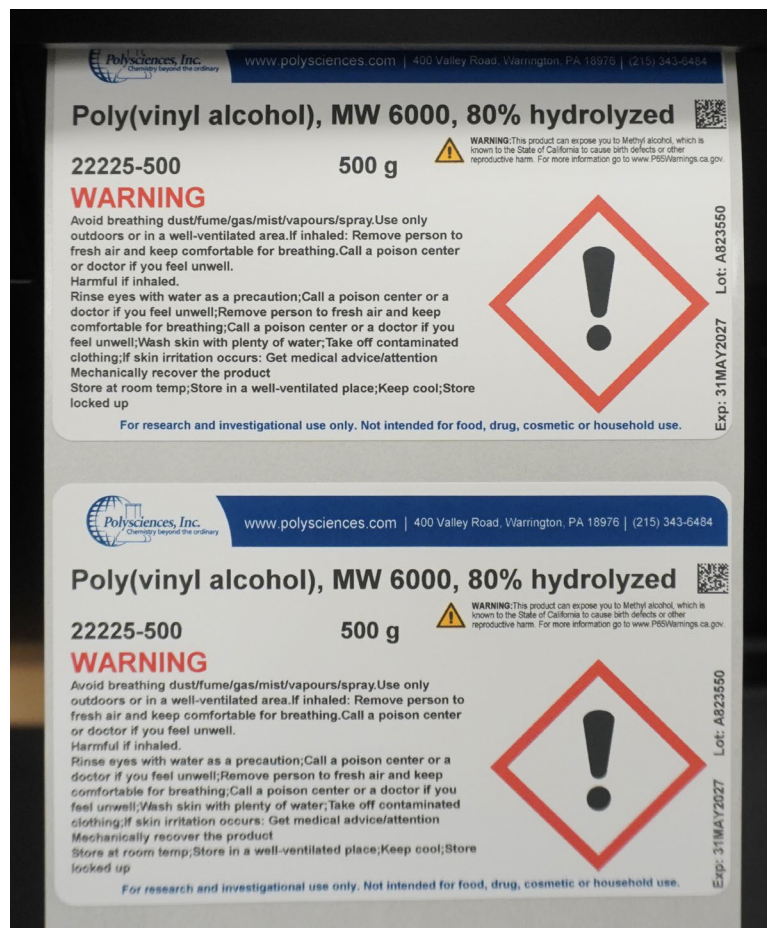 Polysciences, Inc.
Chemistry beyond the ordinary
www.polysciences.com | 400 Valley Road, Warrington, PA 18976 | (215) 343-6484
Poly(vinyl alcohol), MW 6000, 80% hydrolyzed
WARNING:This product can expose you to Methyl alcohol, which is
known to the State of California to cause birth defects or other
reproductive harm. For more information go to www.P65Warnings.ca.gov.
22225-500 500 g
WARNING
Avoid breathing dust/fume/gas/mist/vapours/spray.Use only
outdoors or in a well-ventilated area.If inhaled: Remove person to
fresh air and keep comfortable for breathing.Call a poison center
or doctor if you feel unwell.
Harmful if inhaled.
Rinse eyes with water as a precaution;Call a poison center or a
doctor if you feel unwell;Remove person to fresh air and keep
comfortable for breathing;Call a poison center or a doctor if you
feel unwell;Wash skin with plenty of water;Take off contaminated
clothing;If skin irritation occurs: Get medical advice/attention
Mechanically recover the product
Store at room temp;Store in a well-ventilated place;Keep cool;Store
locked up
Exp: 31MAY2027 Lot: A823550
For research and investigational use only. Not intended for food, drug, cosmetic or household use.
Polysciences, Inc.
Chemistry beyond the ordinary
www.polysciences.com | 400 Valley Road, Warrington, PA 18976 | (215) 343-6484
Poly(vinyl alcohol), MW 6000, 80% hydrolyzed
WARNING:This product can expose you to Methyl alcohol, which is
known to the State of California to cause birth defects or other
reproductive harm. For more information go to www.P65Warnings.ca.gov.
22225-500 500 g
WARNING
Avoid breathing dust/fume/gas/mist/vapours/spray.Use only
outdoors or in a well-ventilated area.If inhaled: Remove person to
fresh air and keep comfortable for breathing.Call a poison center
or doctor if you feel unwell.
Harmful if inhaled.
Rinse eyes with water as a precaution;Call a poison center or a
doctor if you feel unwell;Remove person to fresh air and keep
comfortable for breathing;Call a poison center or a doctor if you
feel unwell;Wash skin with plenty of water;Take off contaminated
clothing;If skin irritation occurs: Get medical advice/attention
Mechanically recover the product
Store at room temp;Store in a well-ventilated place;Keep cool;Store
locked up
Exp: 31MAY2027 Lot: A823550
For research and investigational use only. Not intended for food, drug, cosmetic or household use.